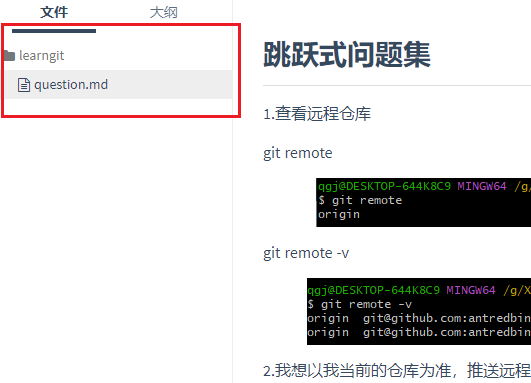 文件 大纲
learngit
question.md
跳跃式问题集
1.查看远程仓库
git remote
qgj@DESKTOP-644K8C9 MINGW64 /g/
$ git remote
origin
git remote -v
qgj@DESKTOP-644K8C9 MINGW64 /g/X
$ git remote -v
origin git@github.com:antredbin
origin git@github.com:antredbin
2.我想以我当前的仓库为准，推送远程